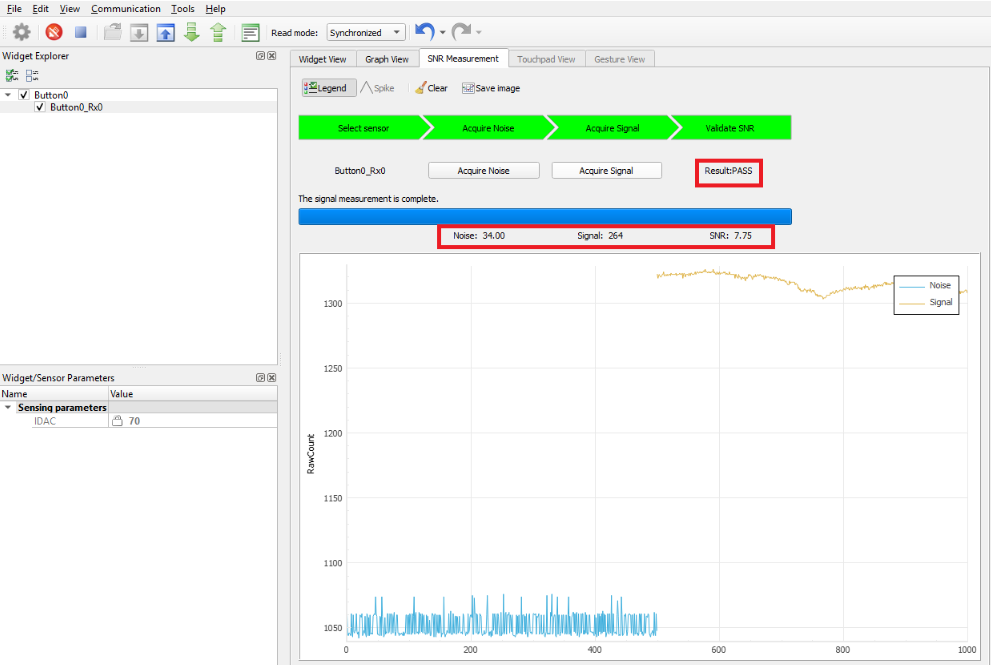 File Edit View Communication Tools Help
Read mode: Synchronized
Widget Explorer
Button0
Button0_Rx0
Widget/Sensor Parameters
Name Value
Sensing parameters
IDAC 70
Widget View Graph View SNR Measurement Touchpad View Gesture View
Legend Spike Clear Save image
Select sensor Acquire Noise Acquire Signal Validate SNR
Button0_Rx0 Acquire Noise Acquire Signal Result:PASS
The signal measurement is complete.
Noise: 34.00 Signal: 264 SNR: 7.75
Noise
Signal
RawCount
1300
1250
1200
1150
1100
1050
0 200 400 600 800 1000